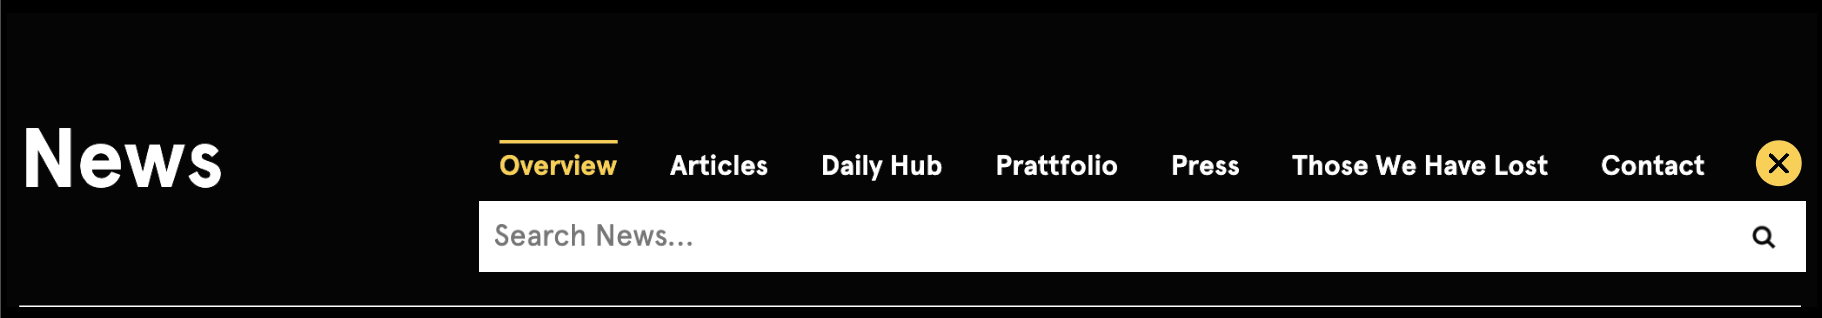 News
Overview Articles Daily Hub Prattfolio Press Those We Have Lost Contact
Search News...